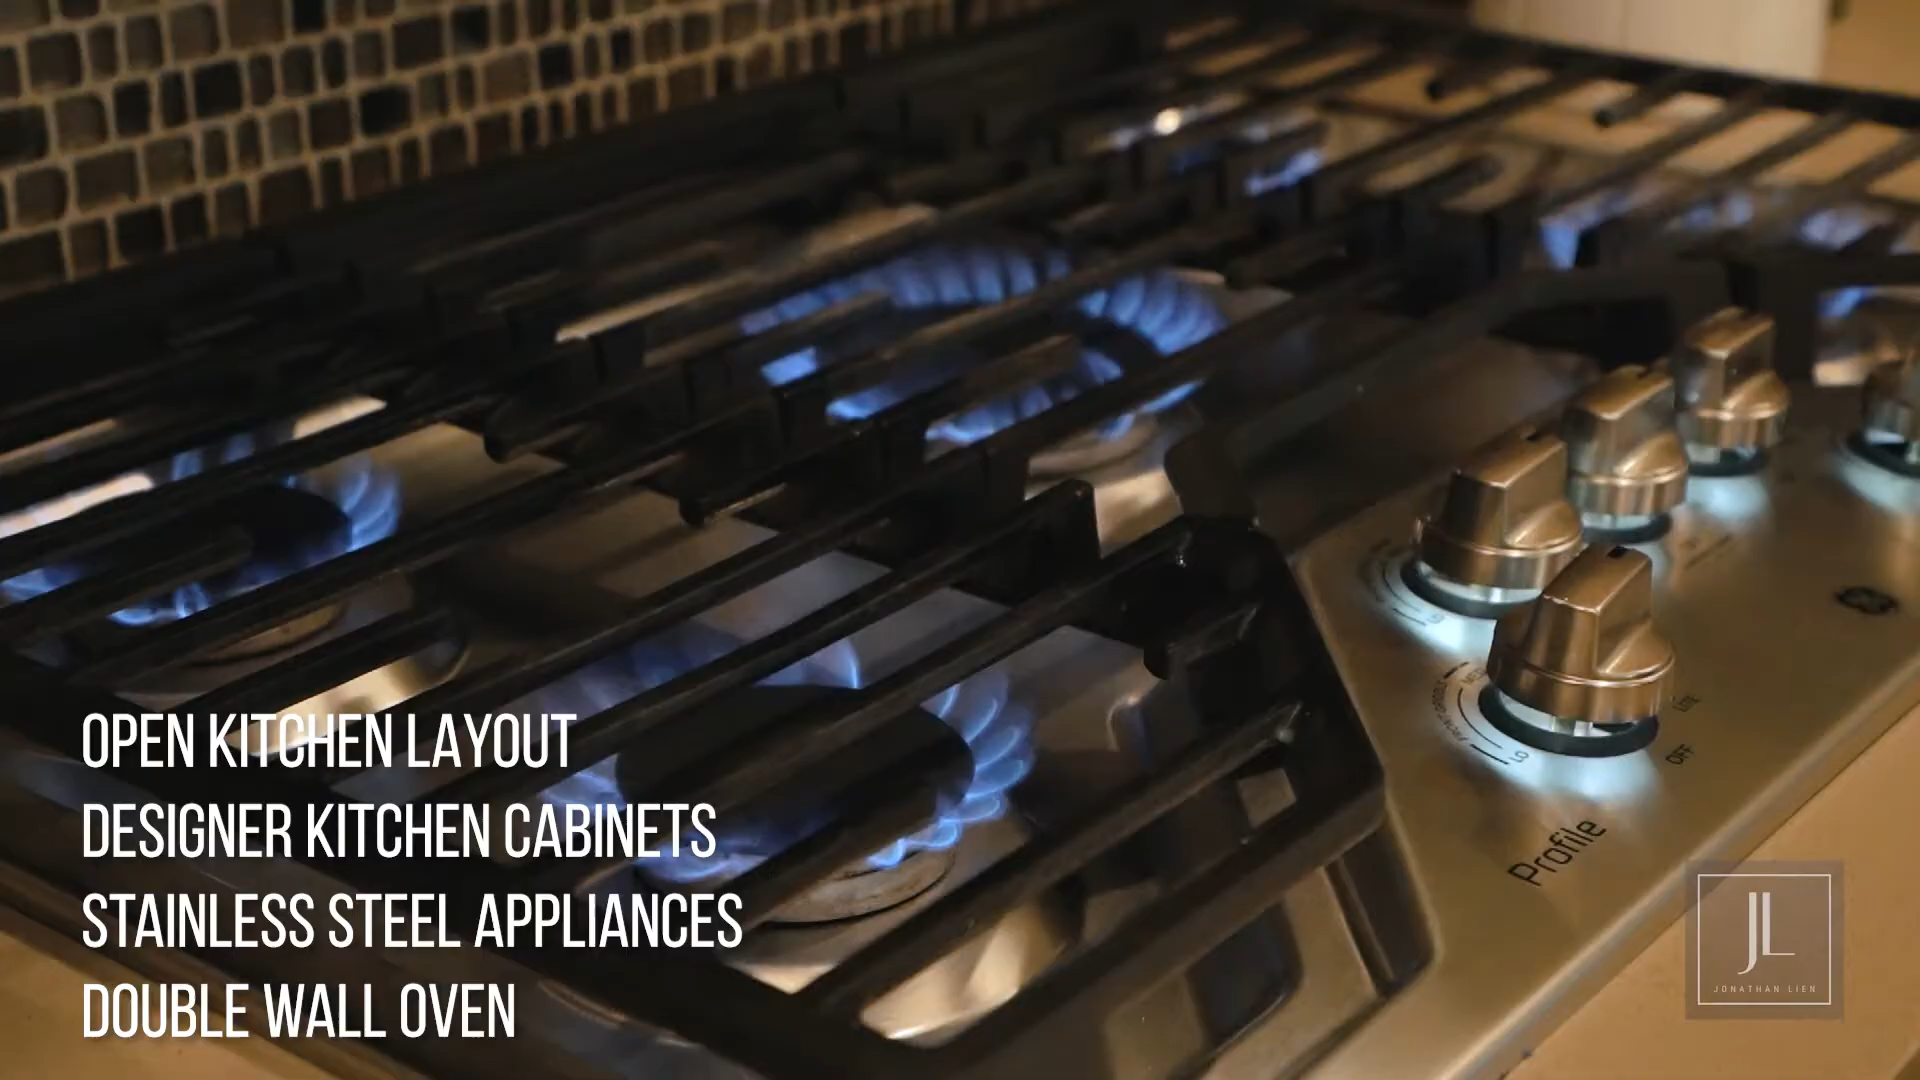 OPEN KITCHEN LAYOUT
DESIGNER KITCHEN CABINETS
STAINLESS STEEL APPLIANCES
DOUBLE WALL OVEN
LO
OFF
Profile
JL
JONATHAN LIEN